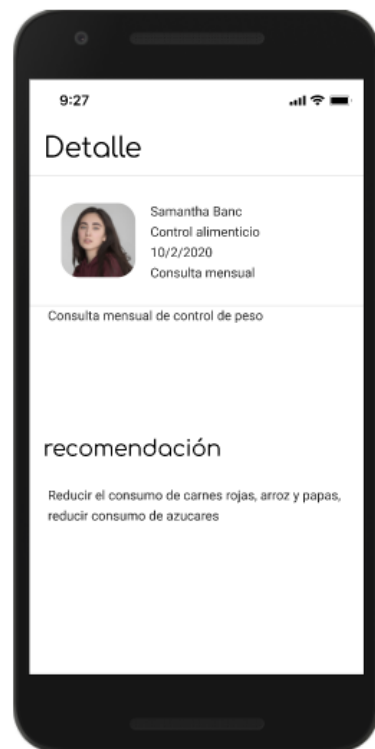 9:27
Detalle
Samantha Banc
Control alimenticio
10/2/2020
Consulta mensual
Consulta mensual de control de peso
recomendación
Reducir el consumo de carnes rojas, arroz y papas,
reducir consumo de azucares